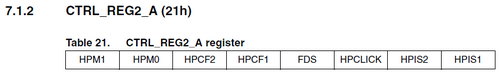 7.1.2 CTRL_REG2_A (21h)
Table 21. CTRL_REG2_A register
HPM1 HPM0 HPCF2 HPCF1 FDS HPCLICK HPIS2 HPIS1